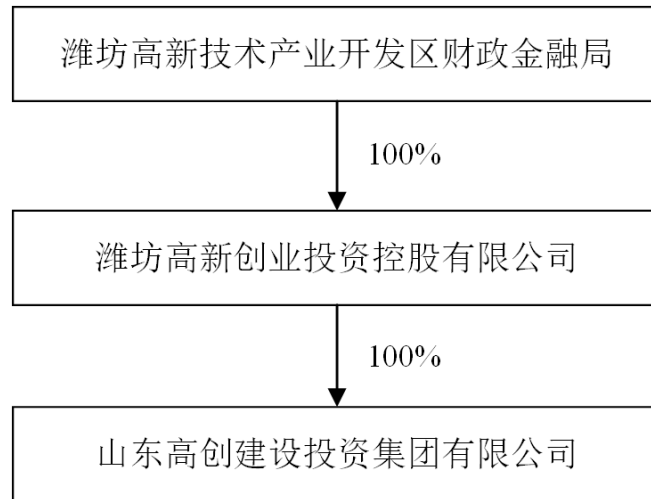 潍坊高新技术产业开发区财政金融局
100%
潍坊高新创业投资控股有限公司
100%
山东高创建设投资集团有限公司